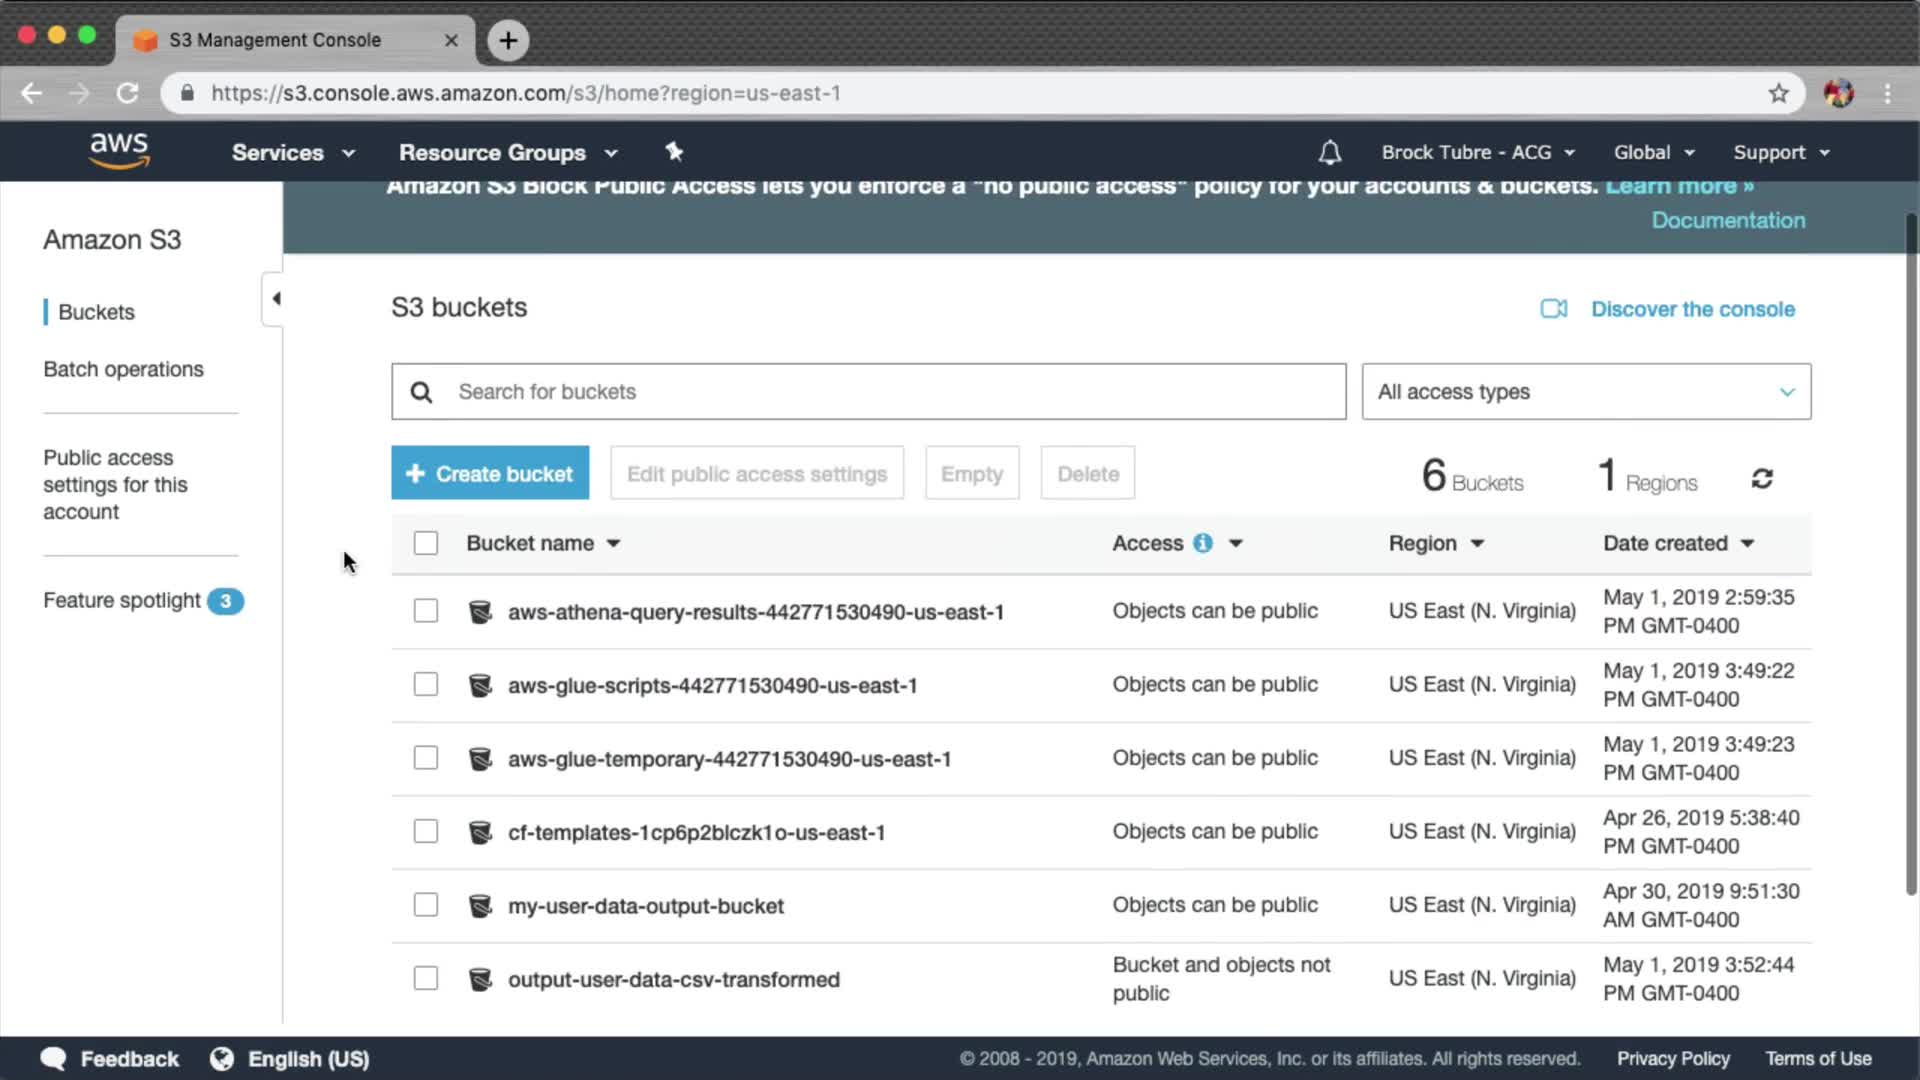 S3 Management Console
https://s3.console.aws.amazon.com/s3/home?region=us-east-1
aws
Services
Resource Groups
Brock Tubre - ACG
Global
Support
Amazon S3 Block Public Access lets you enforce a "no public access" policy for your accounts & buckets. Learn more »
Documentation
Amazon S3
Buckets
Batch operations
Public access
settings for this
account
Feature spotlight 3
S3 buckets
Discover the console
Search for buckets
All access types
+ Create bucket
Edit public access settings
Empty
Delete
6 Buckets
1 Regions
Bucket name
Access
Region
Date created
aws-athena-query-results-442771530490-us-east-1
Objects can be public
US East (N. Virginia)
May 1, 2019 2:59:35
PM GMT-0400
aws-glue-scripts-442771530490-us-east-1
Objects can be public
US East (N. Virginia)
May 1, 2019 3:49:22
PM GMT-0400
aws-glue-temporary-442771530490-us-east-1
Objects can be public
US East (N. Virginia)
May 1, 2019 3:49:23
PM GMT-0400
cf-templates-1cp6p2blczk1o-us-east-1
Objects can be public
US East (N. Virginia)
Apr 26, 2019 5:38:40
PM GMT-0400
my-user-data-output-bucket
Objects can be public
US East (N. Virginia)
Apr 30, 2019 9:51:30
AM GMT-0400
output-user-data-csv-transformed
Bucket and objects not
public
US East (N. Virginia)
May 1, 2019 3:52:44
PM GMT-0400
Feedback
English (US)
© 2008 - 2019, Amazon Web Services, Inc. or its affiliates. All rights reserved.
Privacy Policy
Terms of Use